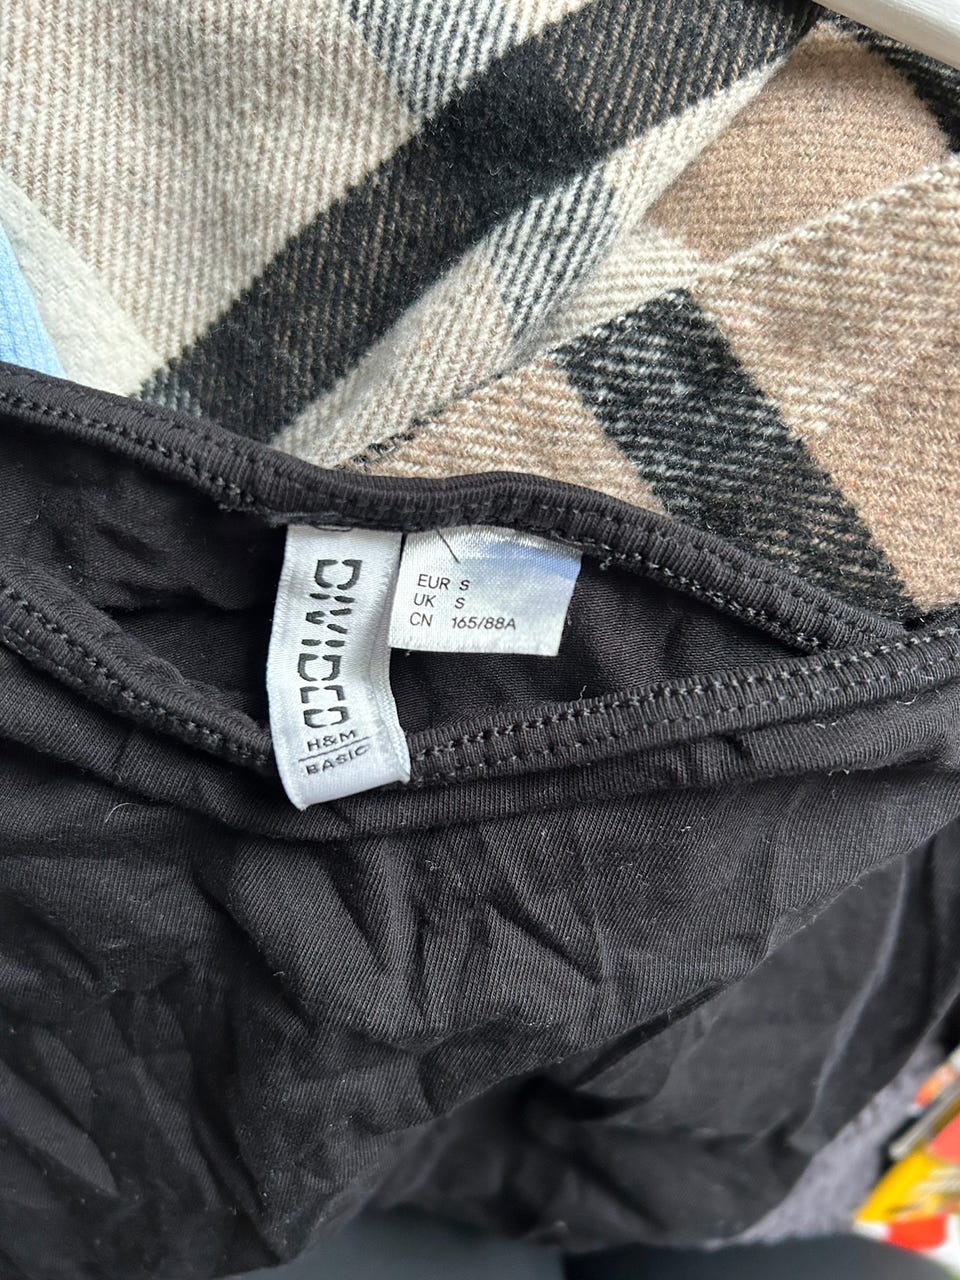 DIVIDED
H&M
BASIC
EUR S
UK S
CN 165/88A